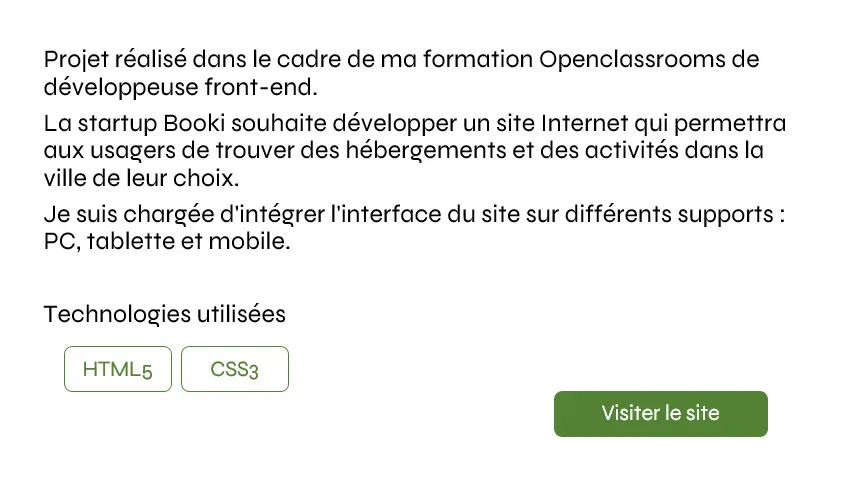 Projet réalisé dans le cadre de ma formation Openclassrooms de
développeuse front-end.
La startup Booki souhaite développer un site Internet qui permettra
aux usagers de trouver des hébergements et des activités dans la
ville de leur choix.
Je suis chargée d'intégrer l'interface du site sur différents supports :
PC, tablette et mobile.
Technologies utilisées
HTML5
CSS3
Visiter le site